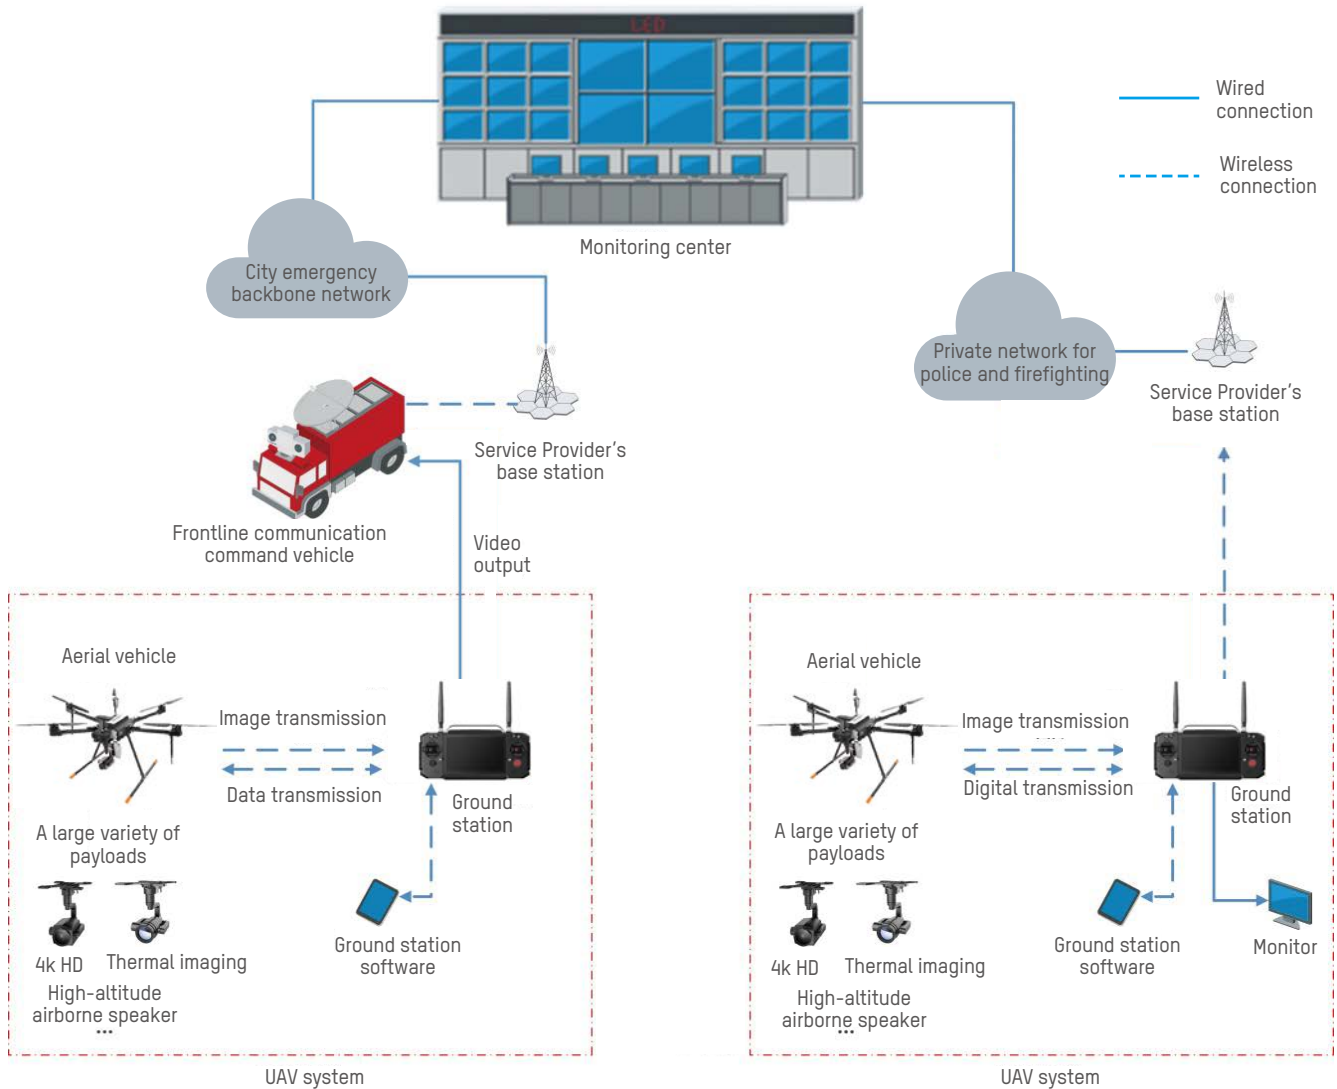 LED
Wired
connection
Wireless
connection
Monitoring center
City emergency
backbone network
Private network for
police and firefighting
Service Provider's
base station
Service Provider's
base station
Frontline communication
command vehicle
Video
output
Aerial vehicle
Image transmission
Data transmission
Ground
station
A large variety of
payloads
4k HD
Thermal imaging
High-altitude
airborne speaker
...
Ground station
software
UAV system
Aerial vehicle
Image transmission
Digital transmission
Ground
station
A large variety of
payloads
4k HD
Thermal imaging
High-altitude
airborne speaker
...
Ground station
software
Monitor
UAV system